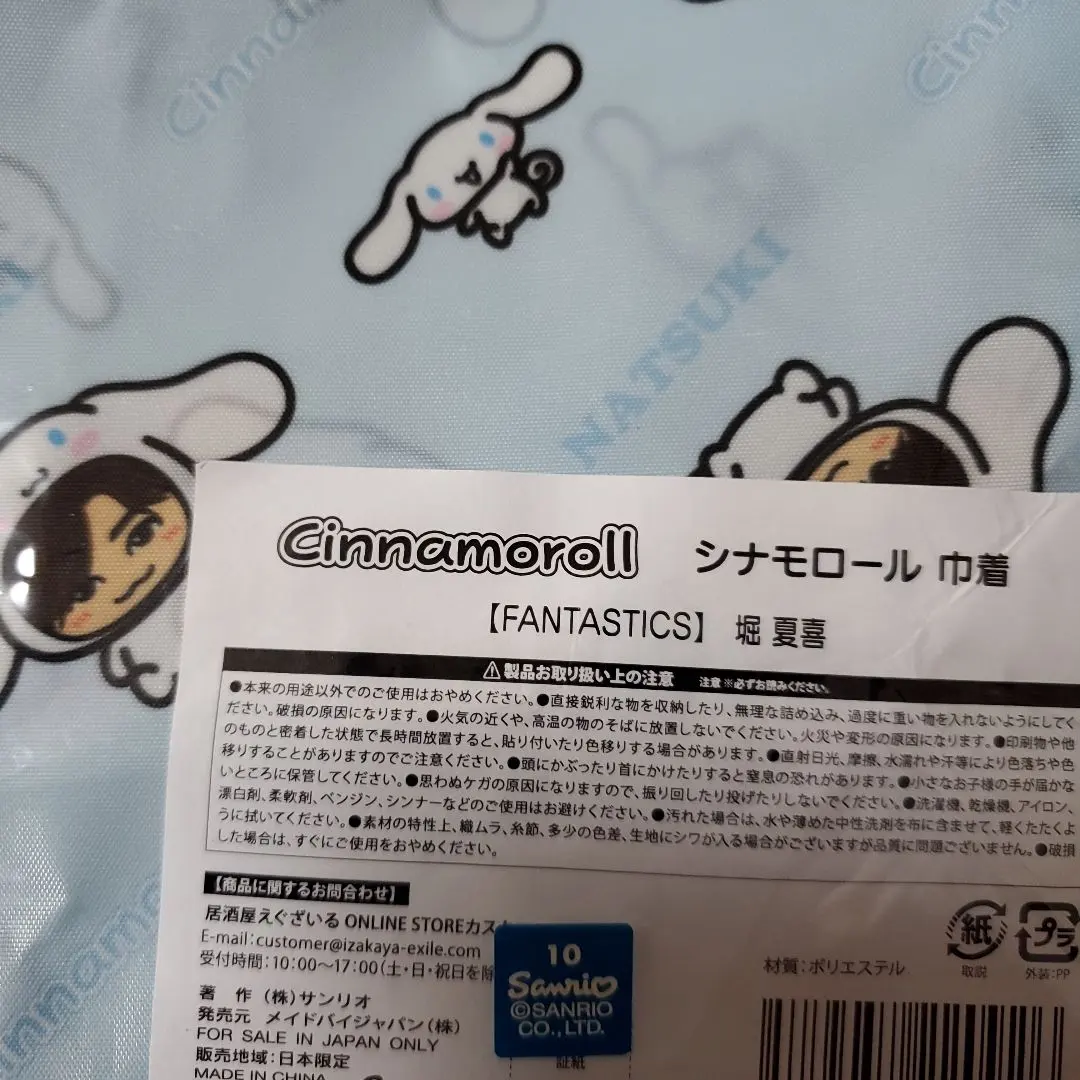 Cinnamo
Cinn
NATSUKI
KI
Cinnamoroll シナモロール 巾着
【FANTASTICS】 堀 夏喜
⚠製品お取り扱い上の注意 注意 ※必ずお読みください。
●本来の用途以外でのご使用はおやめください。●直接鋭利な物を収納したり、無理な詰め込み、過度に重い物を入れないようにしてく
ださい。破損の原因になります。●火気の近くや、高温の物のそばに放置しないでください。火災や変形の原因になります。●印刷物や他
のものと密着した状態で長時間放置すると、貼り付いたり色移りする場合があります。●直射日光、摩擦、水濡れや汗等により色落ちや色
移りすることがありますのでご注意ください。●頭にかぶったり首にかけたりすると窒息の恐れがあります。●小さなお子様の手が届かな
いところに保管してください。●思わぬケガの原因になりますので、振り回したり投げたりしないでください。●洗濯機、乾燥機、アイロン、
漂白剤、柔軟剤、ベンジン、シンナーなどのご使用はお避けください。●汚れた場合は、水や薄めた中性洗剤を布に含ませて、軽くたたくよ
うに拭いてください。●素材の特性上、織ムラ、糸節、多少の色差、生地にシワが入る場合がございますが品質に問題ございません。●破損
した場合は、すぐにご使用をおやめください。
【商品に関するお問合わせ】
居酒屋えぐざいる ONLINE STOREカス
E-mail:customer@izakaya-exile.com
受付時間:10:00〜17:00(土・日・祝日を除
著 作 (株)サンリオ
発売元 メイドバイジャパン(株)
FOR SALE IN JAPAN ONLY
販売地域:日本限定
MADE IN CHINA
10
Sanrio
©SANRIO
CO., LTD.
証紙
材質:ポリエステル
紙
取説
プラ
外装:PP
innamo